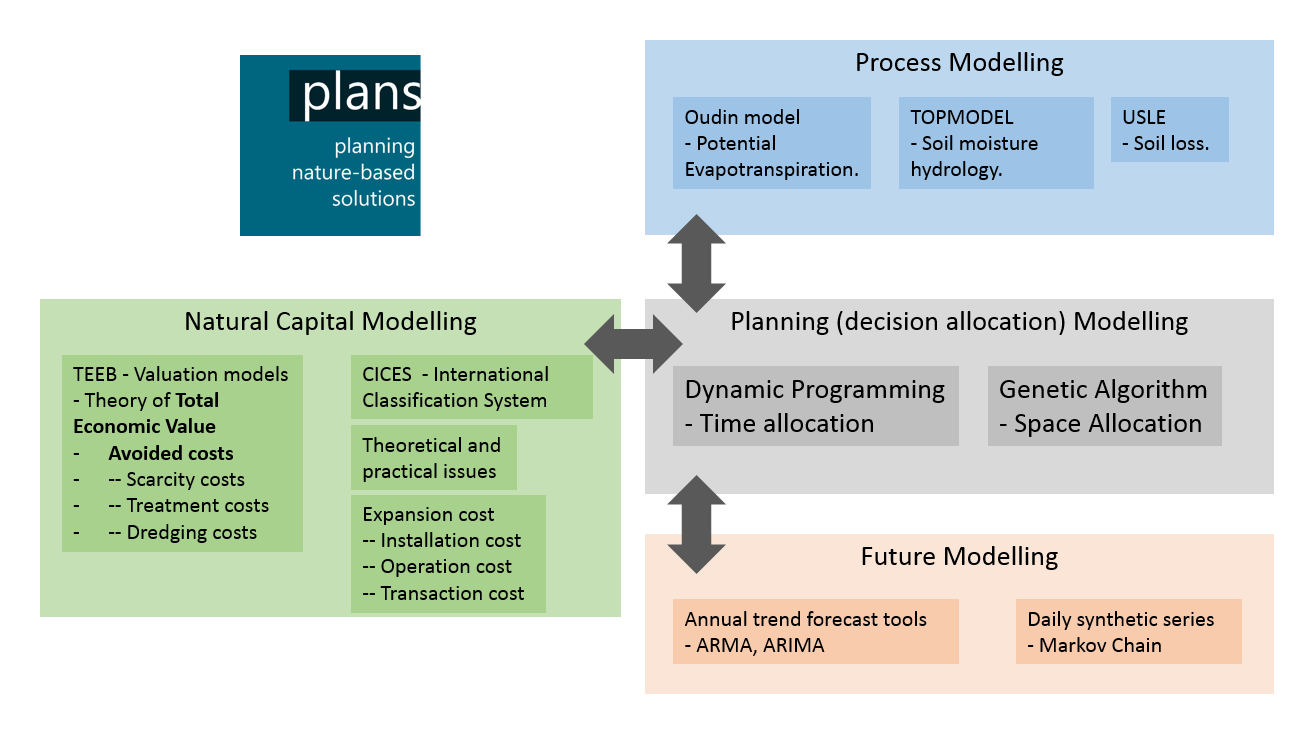 plans
planning
nature-based
solutions
Process Modelling
Oudin model
- Potential
Evapotranspiration.
TOPMODEL
- Soil moisture
hydrology.
USLE
- Soil loss.
Natural Capital Modelling
TEEB - Valuation models
- Theory of Total
Economic Value
- Avoided costs
- -- Scarcity costs
- -- Treatment costs
- -- Dredging costs
CICES - International
Classification System
Theoretical and
practical issues
Expansion cost
-- Installation cost
-- Operation cost
-- Transaction cost
Planning (decision allocation) Modelling
Dynamic Programming
- Time allocation
Genetic Algorithm
- Space Allocation
Future Modelling
Annual trend forecast tools
- ARMA, ARIMA
Daily synthetic series
- Markov Chain